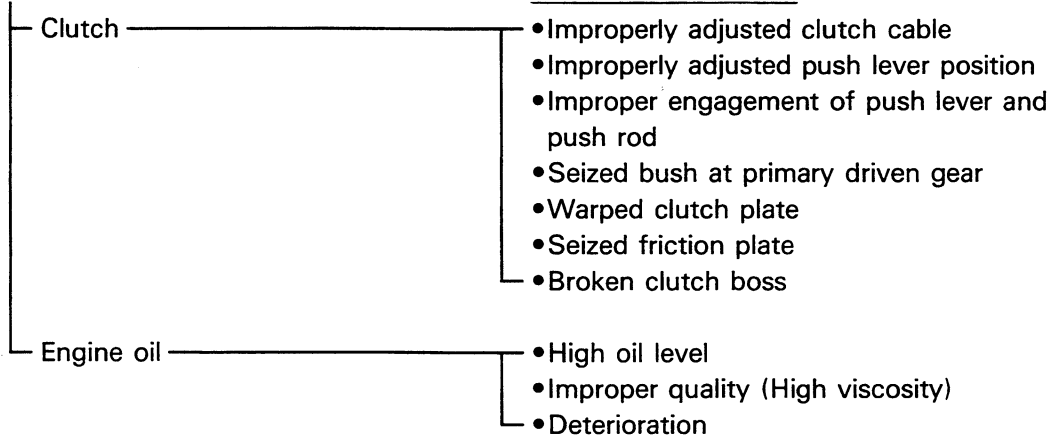 Clutch
•Improperly adjusted clutch cable
•Improperly adjusted push lever position
•Improper engagement of push lever and
push rod
•Seized bush at primary driven gear
•Warped clutch plate
•Seized friction plate
•Broken clutch boss
Engine oil
•High oil level
•Improper quality (High viscosity)
•Deterioration